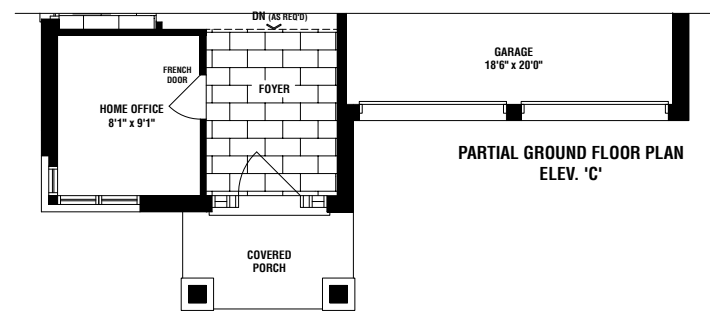 DN (AS REQ'D)
GARAGE
18'6" x 20'0"
FRENCH
DOOR
FOYER
HOME OFFICE
8'1" x 9'1"
PARTIAL GROUND FLOOR PLAN
ELEV. 'C'
COVERED
PORCH